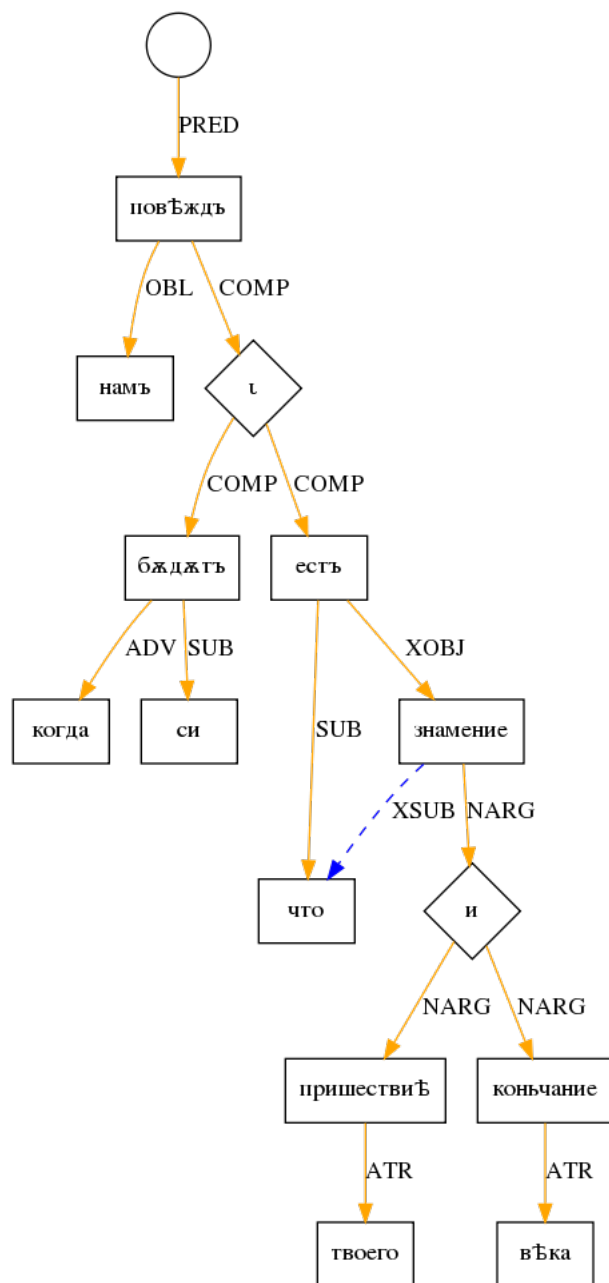 PRED
повѣждъ
OBL COMP
намъ ι
COMP COMP
бѫдѫтъ естъ
ADV SUB XOBJ
когда си SUB знамение
XSUB NARG
что и
NARG NARG
пришествиѣ коньчание
ATR ATR
твоего вѣка